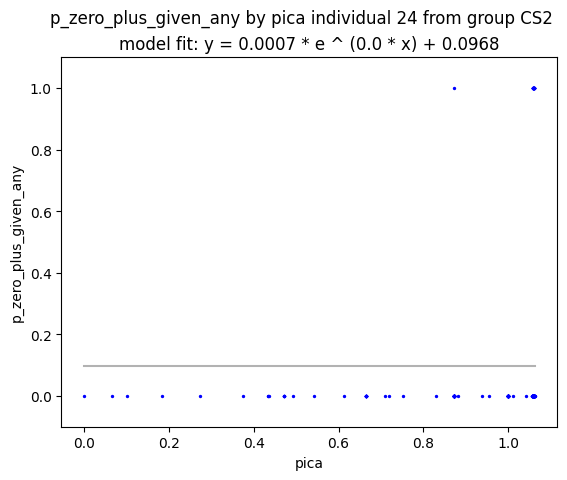 p_zero_plus_given_any by pica individual 24 from group CS2
model fit: y = 0.0007 * e ^ (0.0 * x) + 0.0968
1.0
0.8
0.6
0.4
0.2
0.0
p_zero_plus_given_any
0.0 0.2 0.4 0.6 0.8 1.0
pica